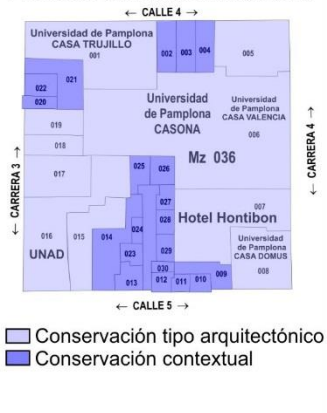 ← CALLE 4 →
Universidad de Pamplona
CASA TRUJILLO
001
002 003 004
005
022
021
020
Universidad
de Pamplona
CASONA
Universidad
de Pamplona
CASA VALENCIA
006
019
018
Mz 036
← CARRERA 3 →
← CARRERA 4 →
017
025
026
027
007
016
015
014
024
028
Hotel Hontibon
UNAD
023
029
Universidad
de Pamplona
CASA DOMUS
008
030
013
012
011
010
009
← CALLE 5 →
Conservación tipo arquitectónico
Conservación contextual